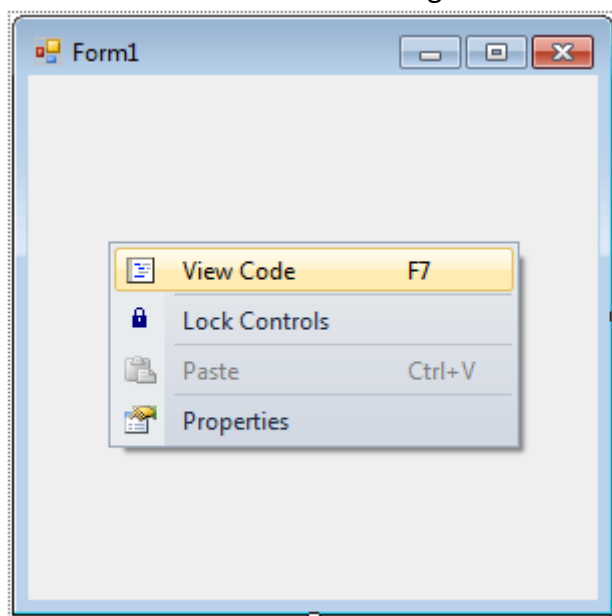 Form1
View Code F7
Lock Controls
Paste Ctrl+V
Properties